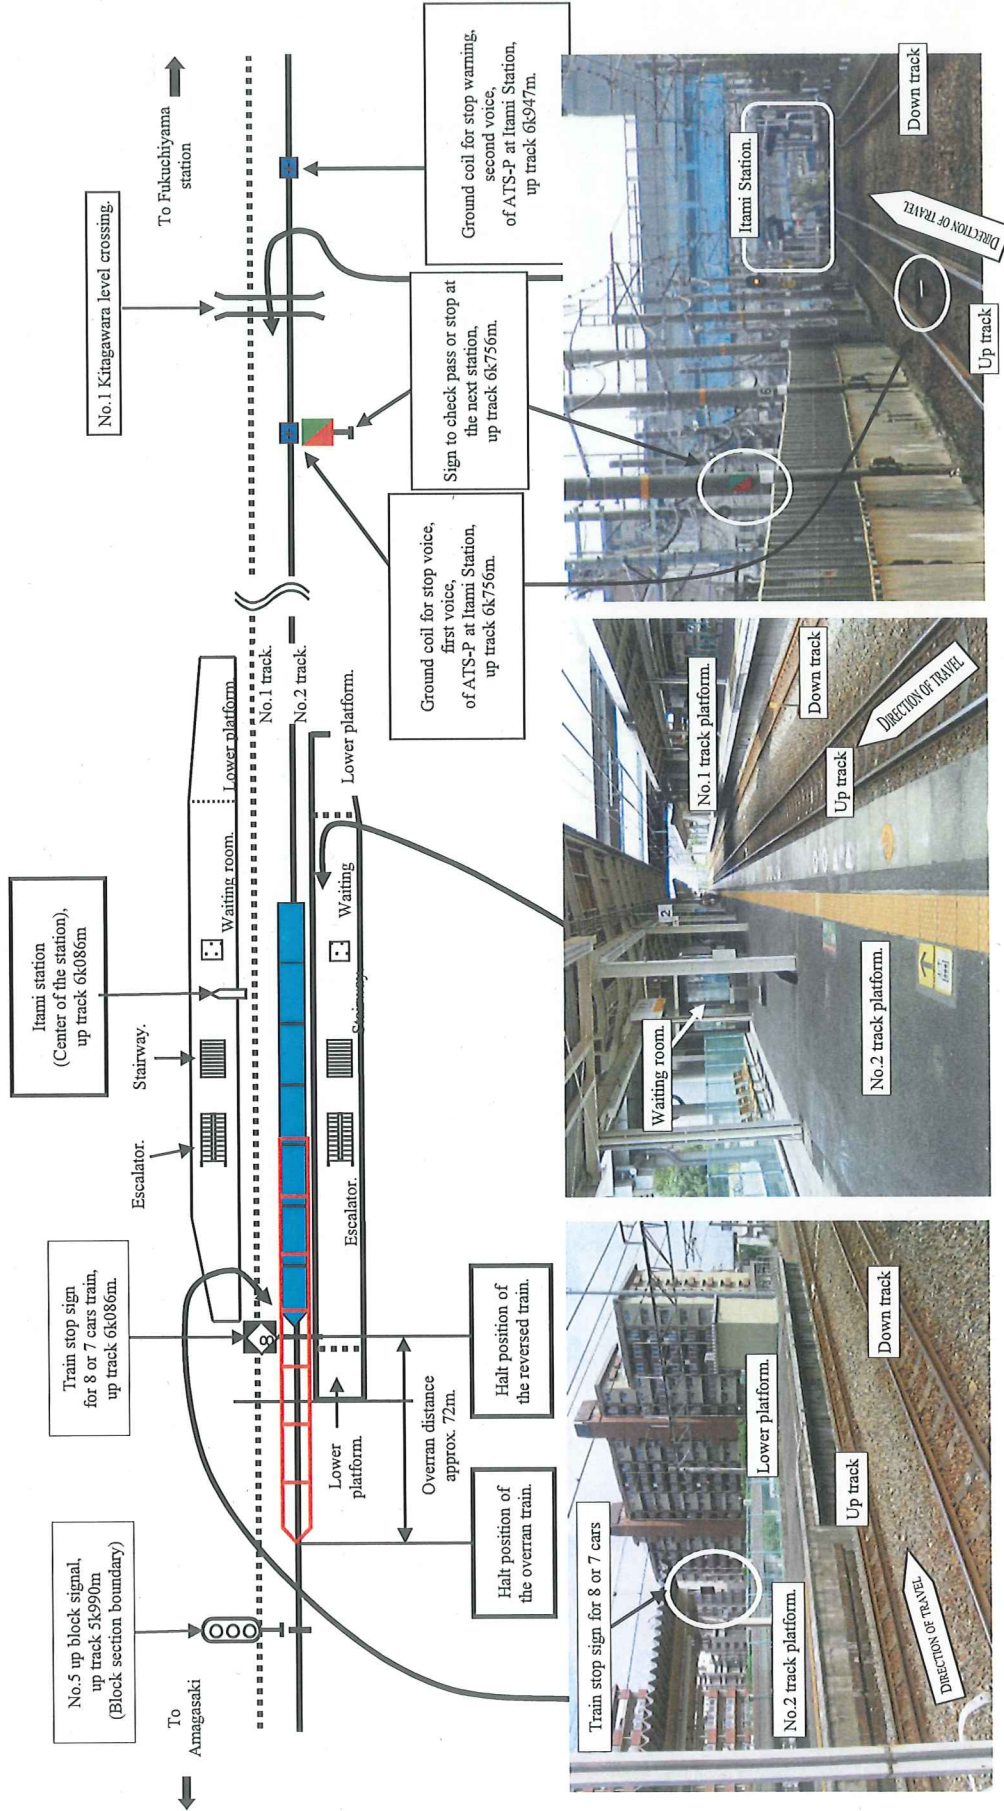 To
Amagasaki
No.5 up block signal,
up track 5k990m
(Block section boundary)
Train stop sign
for 8 or 7 cars train,
up track 6k086m.
Itami station
(Center of the station),
up track 6k086m
No.1 Kitagawara level crossing.
To Fukuchiyama
station
Escalator.
Stairway.
Waiting room.
Lower platform.
No.1 track.
No.2 track.
8
Lower
platform.
Escalator.
Stairway
Waiting
Lower platform.
Overran distance
approx. 72m.
Halt position of
the overran train.
Halt position of
the reversed train.
Ground coil for stop voice,
first voice,
of ATS-P at Itami Station,
up track 6k756m.
Sign to check pass or stop at
the next station,
up track 6k756m.
Ground coil for stop warning,
second voice,
of ATS-P at Itami Station,
up track 6k947m.
Train stop sign for 8 or 7 cars
No.2 track platform.
Lower platform.
Up track
Down track
DIRECTION OF TRAVEL
Waiting room.
2
No.1 track platform.
No.2 track platform.
Up track
Down track
DIRECTION OF TRAVEL
Itami Station.
Down track
Up track
DIRECTION OF TRAVEL